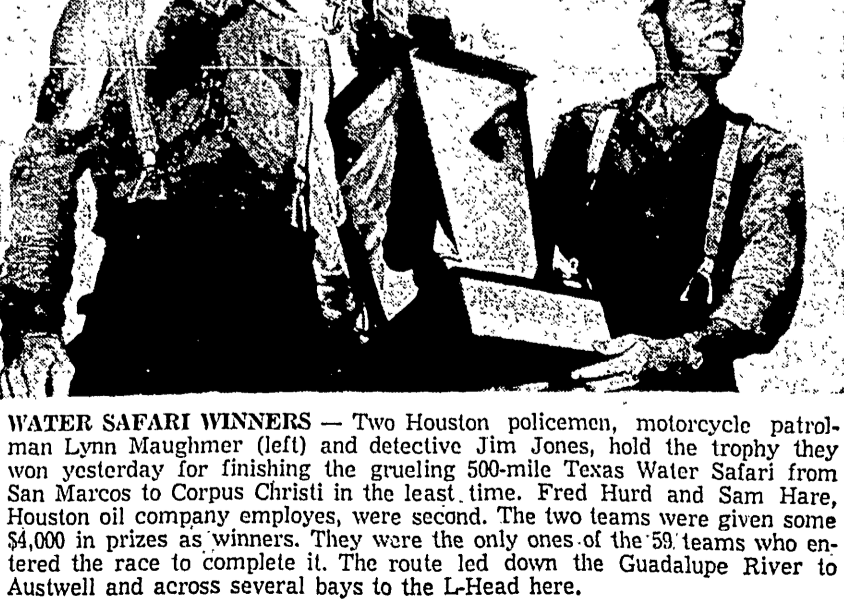 WATER SAFARI WINNERS — Two Houston policemen, motorcycle patrol-
man Lynn Maughmer (left) and detective Jim Jones, hold the trophy they
won yesterday for finishing the grueling 500-mile Texas Water Safari from
San Marcos to Corpus Christi in the least time. Fred Hurd and Sam Hare,
Houston oil company employes, were second. The two teams were given some
$4,000 in prizes as winners. They were the only ones of the 59 teams who en-
tered the race to complete it. The route led down the Guadalupe River to
Austwell and across several bays to the L-Head here.